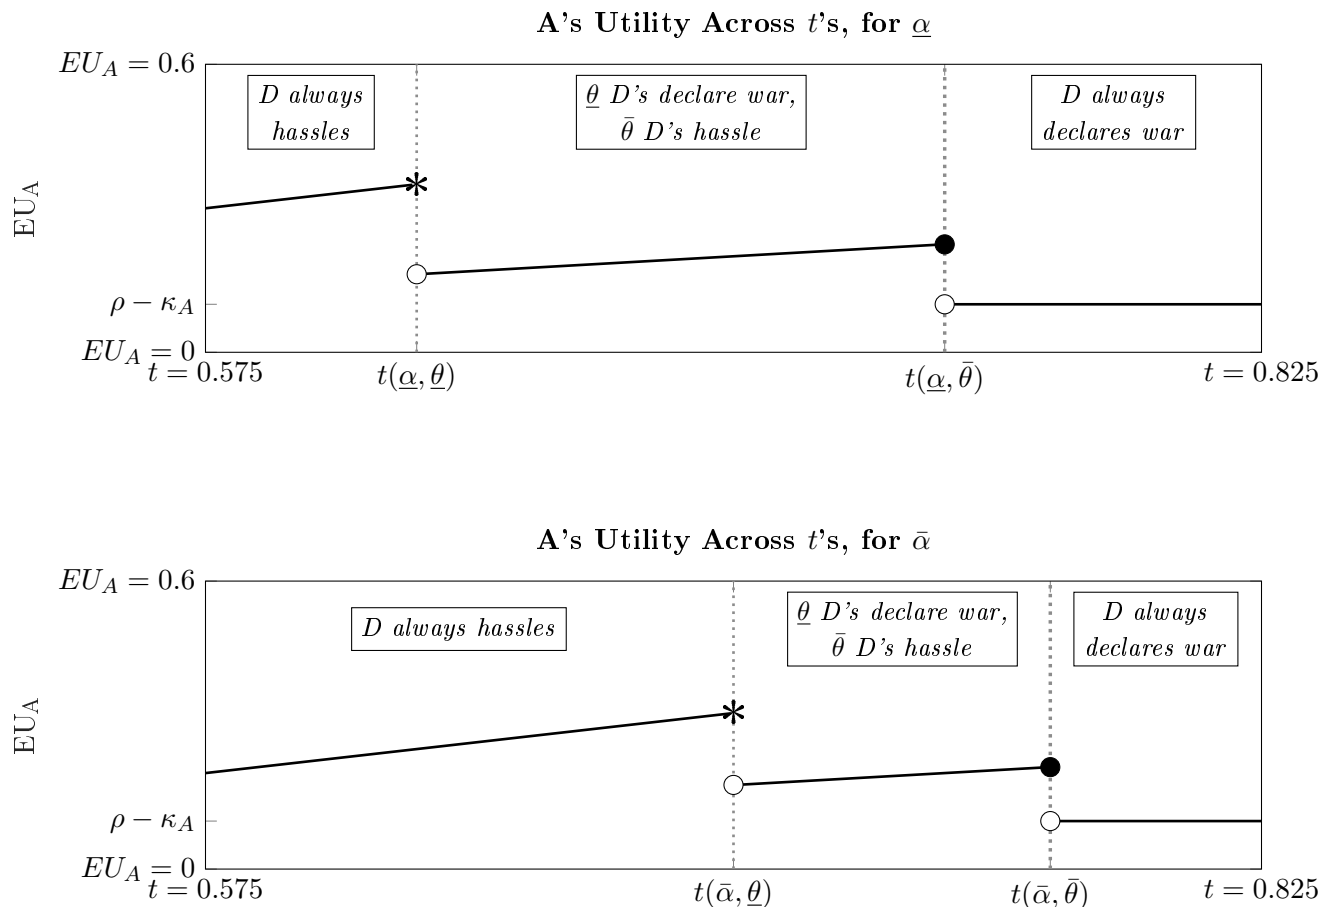 A's Utility Across t's, for α̲
EU_A = 0.6
D always
hassles
θ̲ D's declare war,
θ̄ D's hassle
D always
declares war
EU_A
ρ − κ_A
EU_A = 0
t = 0.575
t(α̲, θ̲)
t(α̲, θ̄)
t = 0.825
A's Utility Across t's, for ᾱ
EU_A = 0.6
D always hassles
θ̲ D's declare war,
θ̄ D's hassle
D always
declares war
EU_A
ρ − κ_A
EU_A = 0
t = 0.575
t(ᾱ, θ̲)
t(ᾱ, θ̄)
t = 0.825